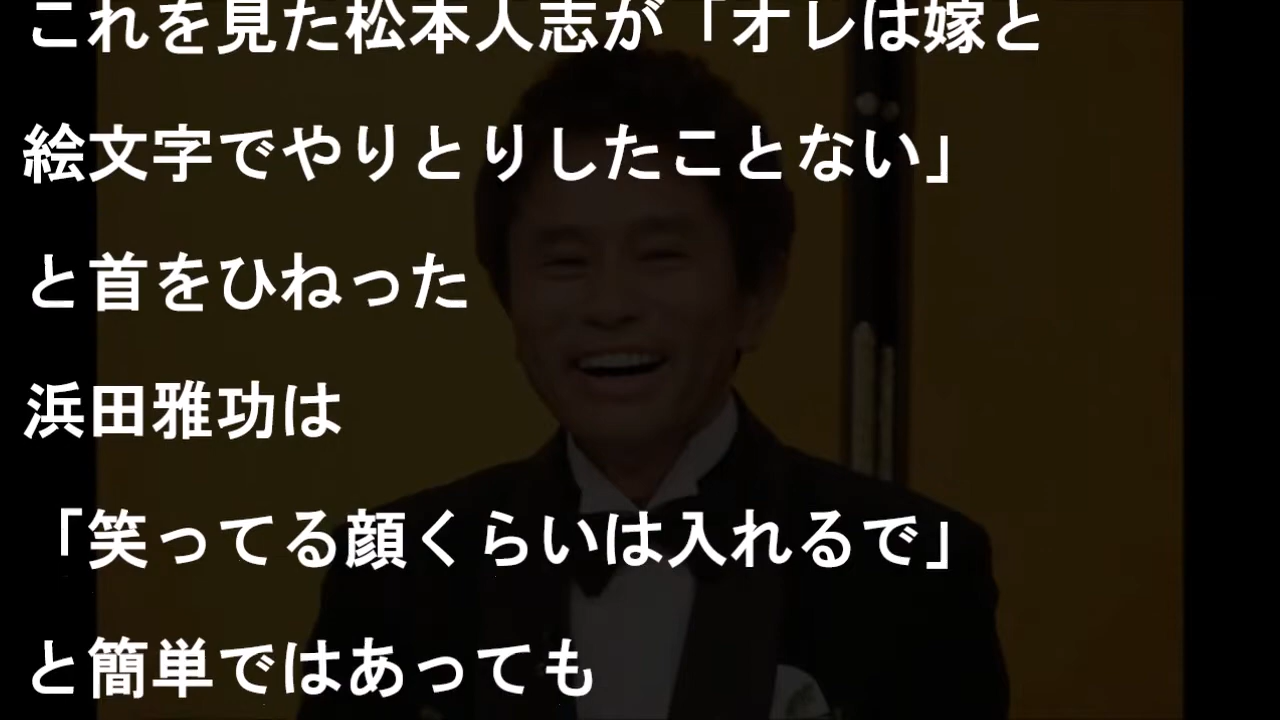 これを見た松本人志が「オレは嫁と
絵文字でやりとりしたことない」
と首をひねった
浜田雅功は
「笑ってる顔くらいは入れるで」
と簡単ではあっても